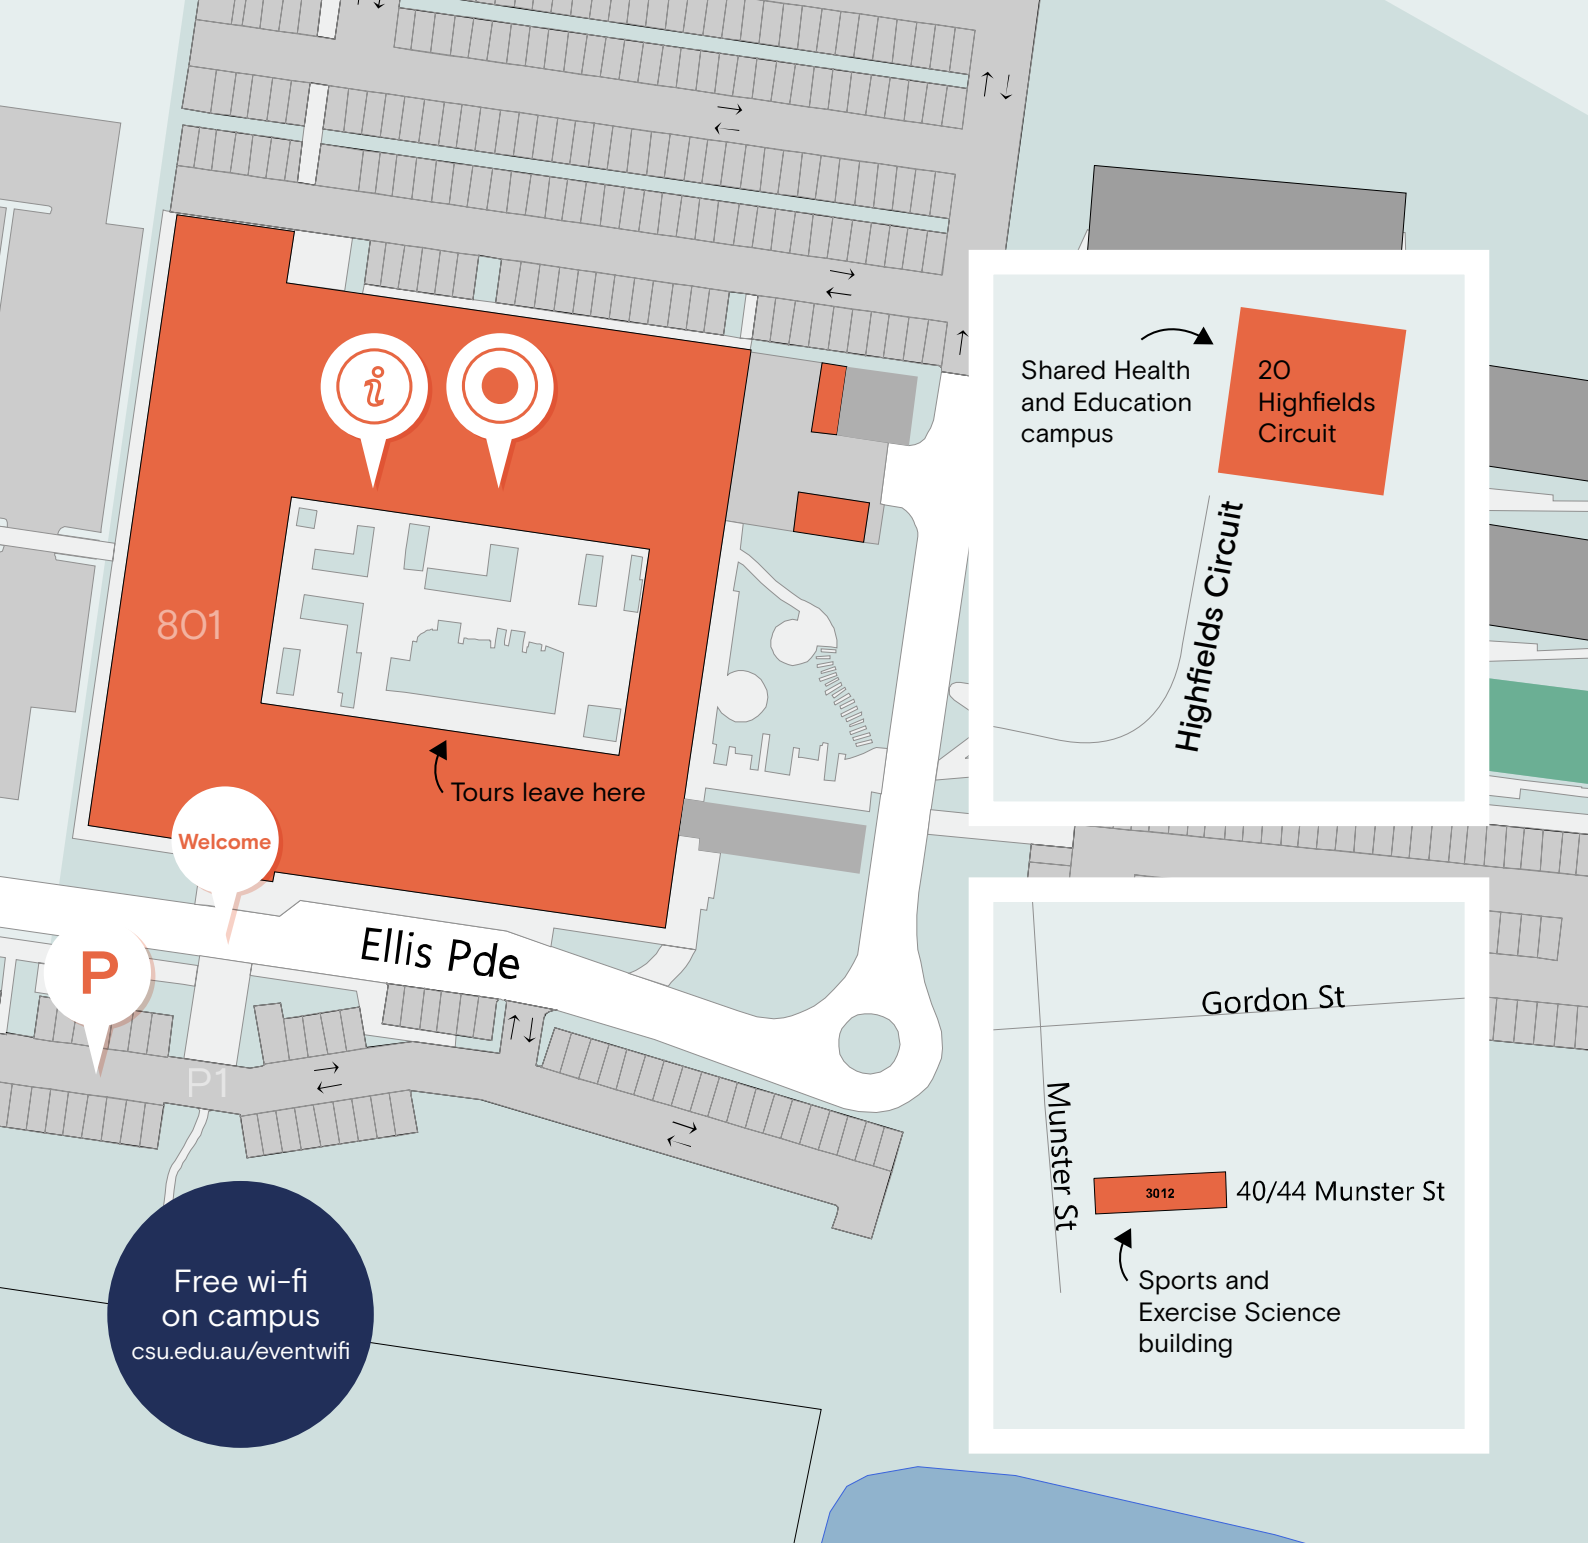 i
801
Tours leave here
Welcome
P
Ellis Pde
P1
Free wi-fi
on campus
csu.edu.au/eventwifi
Shared Health
and Education
campus
20
Highfields
Circuit
Highfields Circuit
Gordon St
Munster St
3012
40/44 Munster St
Sports and
Exercise Science
building